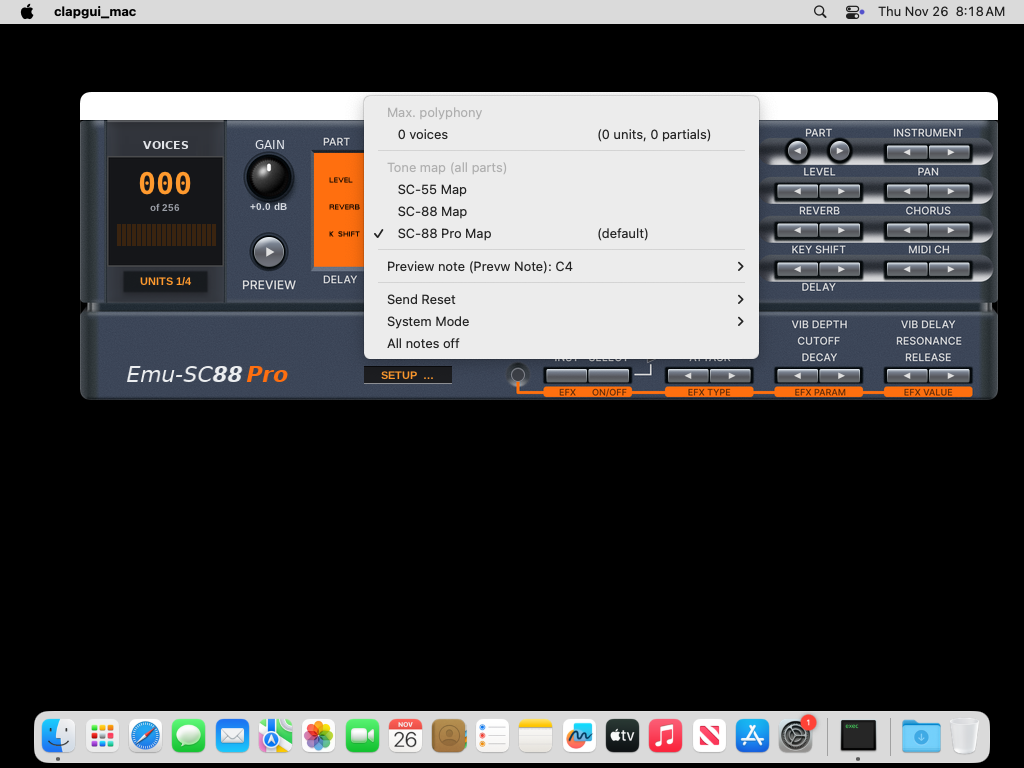 clapgui_mac
Thu Nov 26 8:18 AM
VOICES
000
of 256
UNITS 1/4
GAIN
+0.0 dB
PREVIEW
PART
LEVEL
REVERB
K SHIFT
DELAY
Max. polyphony
0 voices (0 units, 0 partials)
Tone map (all parts)
SC-55 Map
SC-88 Map
✓ SC-88 Pro Map (default)
Preview note (Prevw Note): C4
Send Reset
System Mode
All notes off
PART INSTRUMENT
LEVEL PAN
REVERB CHORUS
KEY SHIFT MIDI CH
DELAY
VIB DEPTH VIB DELAY
CUTOFF RESONANCE
DECAY RELEASE
Emu-SC88 Pro
SETUP ...
INST SELECT
ATTACK
EFX ON/OFF EFX TYPE EFX PARAM EFX VALUE
NOV
26
1
tv